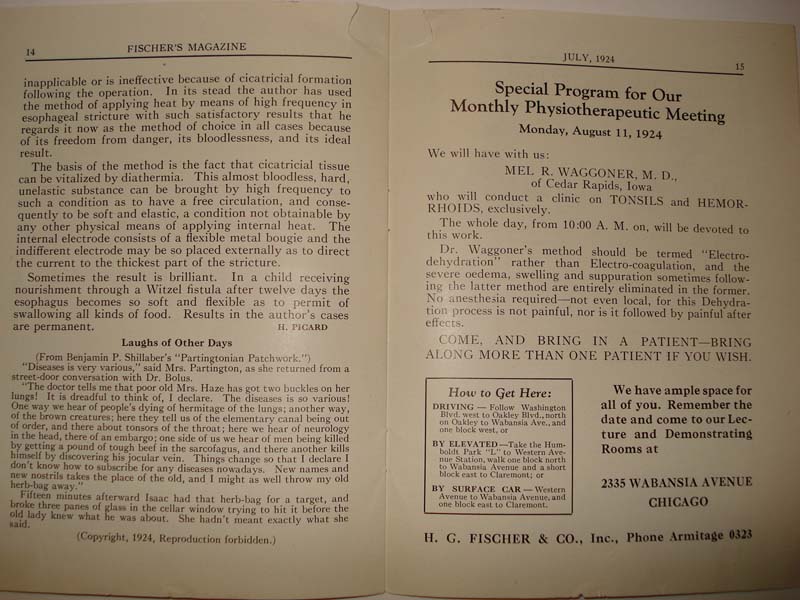 14
FISCHER'S MAGAZINE
inapplicable or is ineffective because of cicatricial formation
following the operation. In its stead the author has used
the method of applying heat by means of high frequency in
esophageal stricture with such satisfactory results that he
regards it now as the method of choice in all cases because
of its freedom from danger, its bloodlessness, and its ideal
result.
The basis of the method is the fact that cicatricial tissue
can be vitalized by diathermia. This almost bloodless, hard,
unelastic substance can be brought by high frequency to
such a condition as to have a free circulation, and conse-
quently to be soft and elastic, a condition not obtainable by
any other physical means of applying internal heat. The
internal electrode consists of a flexible metal bougie and the
indifferent electrode may be so placed externally as to direct
the current to the thickest part of the stricture.
Sometimes the result is brilliant. In a child receiving
nourishment through a Witzel fistula after twelve days the
esophagus becomes so soft and flexible as to permit of
swallowing all kinds of food. Results in the author's cases
are permanent. H. PICARD
Laughs of Other Days
(From Benjamin P. Shillaber's "Partingtonian Patchwork.")
"Diseases is very various," said Mrs. Partington, as she returned from a
street-door conversation with Dr. Bolus.
"The doctor tells me that poor old Mrs. Haze has got two buckles on her
lungs! It is dreadful to think of, I declare. The diseases is so various!
One way we hear of people's dying of hermitage of the lungs; another way,
of the brown creatures; here they tell us of the elementary canal being out
of order, and there about tonsors of the throat; here we hear of neurology
in the head, there of an embargo; one side of us we hear of men being killed
by getting a pound of tough beef in the sarcofagus, and there another kills
himself by discovering his jocular vein. Things change so that I declare I
don't know how to subscribe for any diseases nowadays. New names and
new nostrils takes the place of the old, and I might as well throw my old
herb-bag away."
Fifteen minutes afterward Isaac had that herb-bag for a target, and
broke three panes of glass in the cellar window trying to hit it before the
old lady knew what he was about. She hadn't meant exactly what she
said.
(Copyright, 1924, Reproduction forbidden.)
JULY, 1924
15
Special Program for Our
Monthly Physiotherapeutic Meeting
Monday, August 11, 1924
We will have with us:
MEL R. WAGGONER, M. D.,
of Cedar Rapids, Iowa
who will conduct a clinic on TONSILS and HEMOR-
RHOIDS, exclusively.
The whole day, from 10:00 A. M. on, will be devoted to
this work.
Dr. Waggoner's method should be termed "Electro-
dehydration" rather than Electro-coagulation, and the
severe oedema, swelling and suppuration sometimes follow-
ing the latter method are entirely eliminated in the former.
No anesthesia required—not even local, for this Dehydra-
tion process is not painful, nor is it followed by painful after
effects.
COME, AND BRING IN A PATIENT—BRING
ALONG MORE THAN ONE PATIENT IF YOU WISH.
How to Get Here:
DRIVING — Follow Washington
Blvd. west to Oakley Blvd., north
on Oakley to Wabansia Ave., and
one block west, or
BY ELEVATED—Take the Hum-
boldt Park "L" to Western Ave-
nue Station, walk one block north
to Wabansia Avenue and a short
block east to Claremont; or
BY SURFACE CAR — Western
Avenue to Wabansia Avenue, and
one block east to Claremont.
We have ample space for
all of you. Remember the
date and come to our Lec-
ture and Demonstrating
Rooms at
2335 WABANSIA AVENUE
CHICAGO
H. G. FISCHER & CO., Inc., Phone Armitage 0323